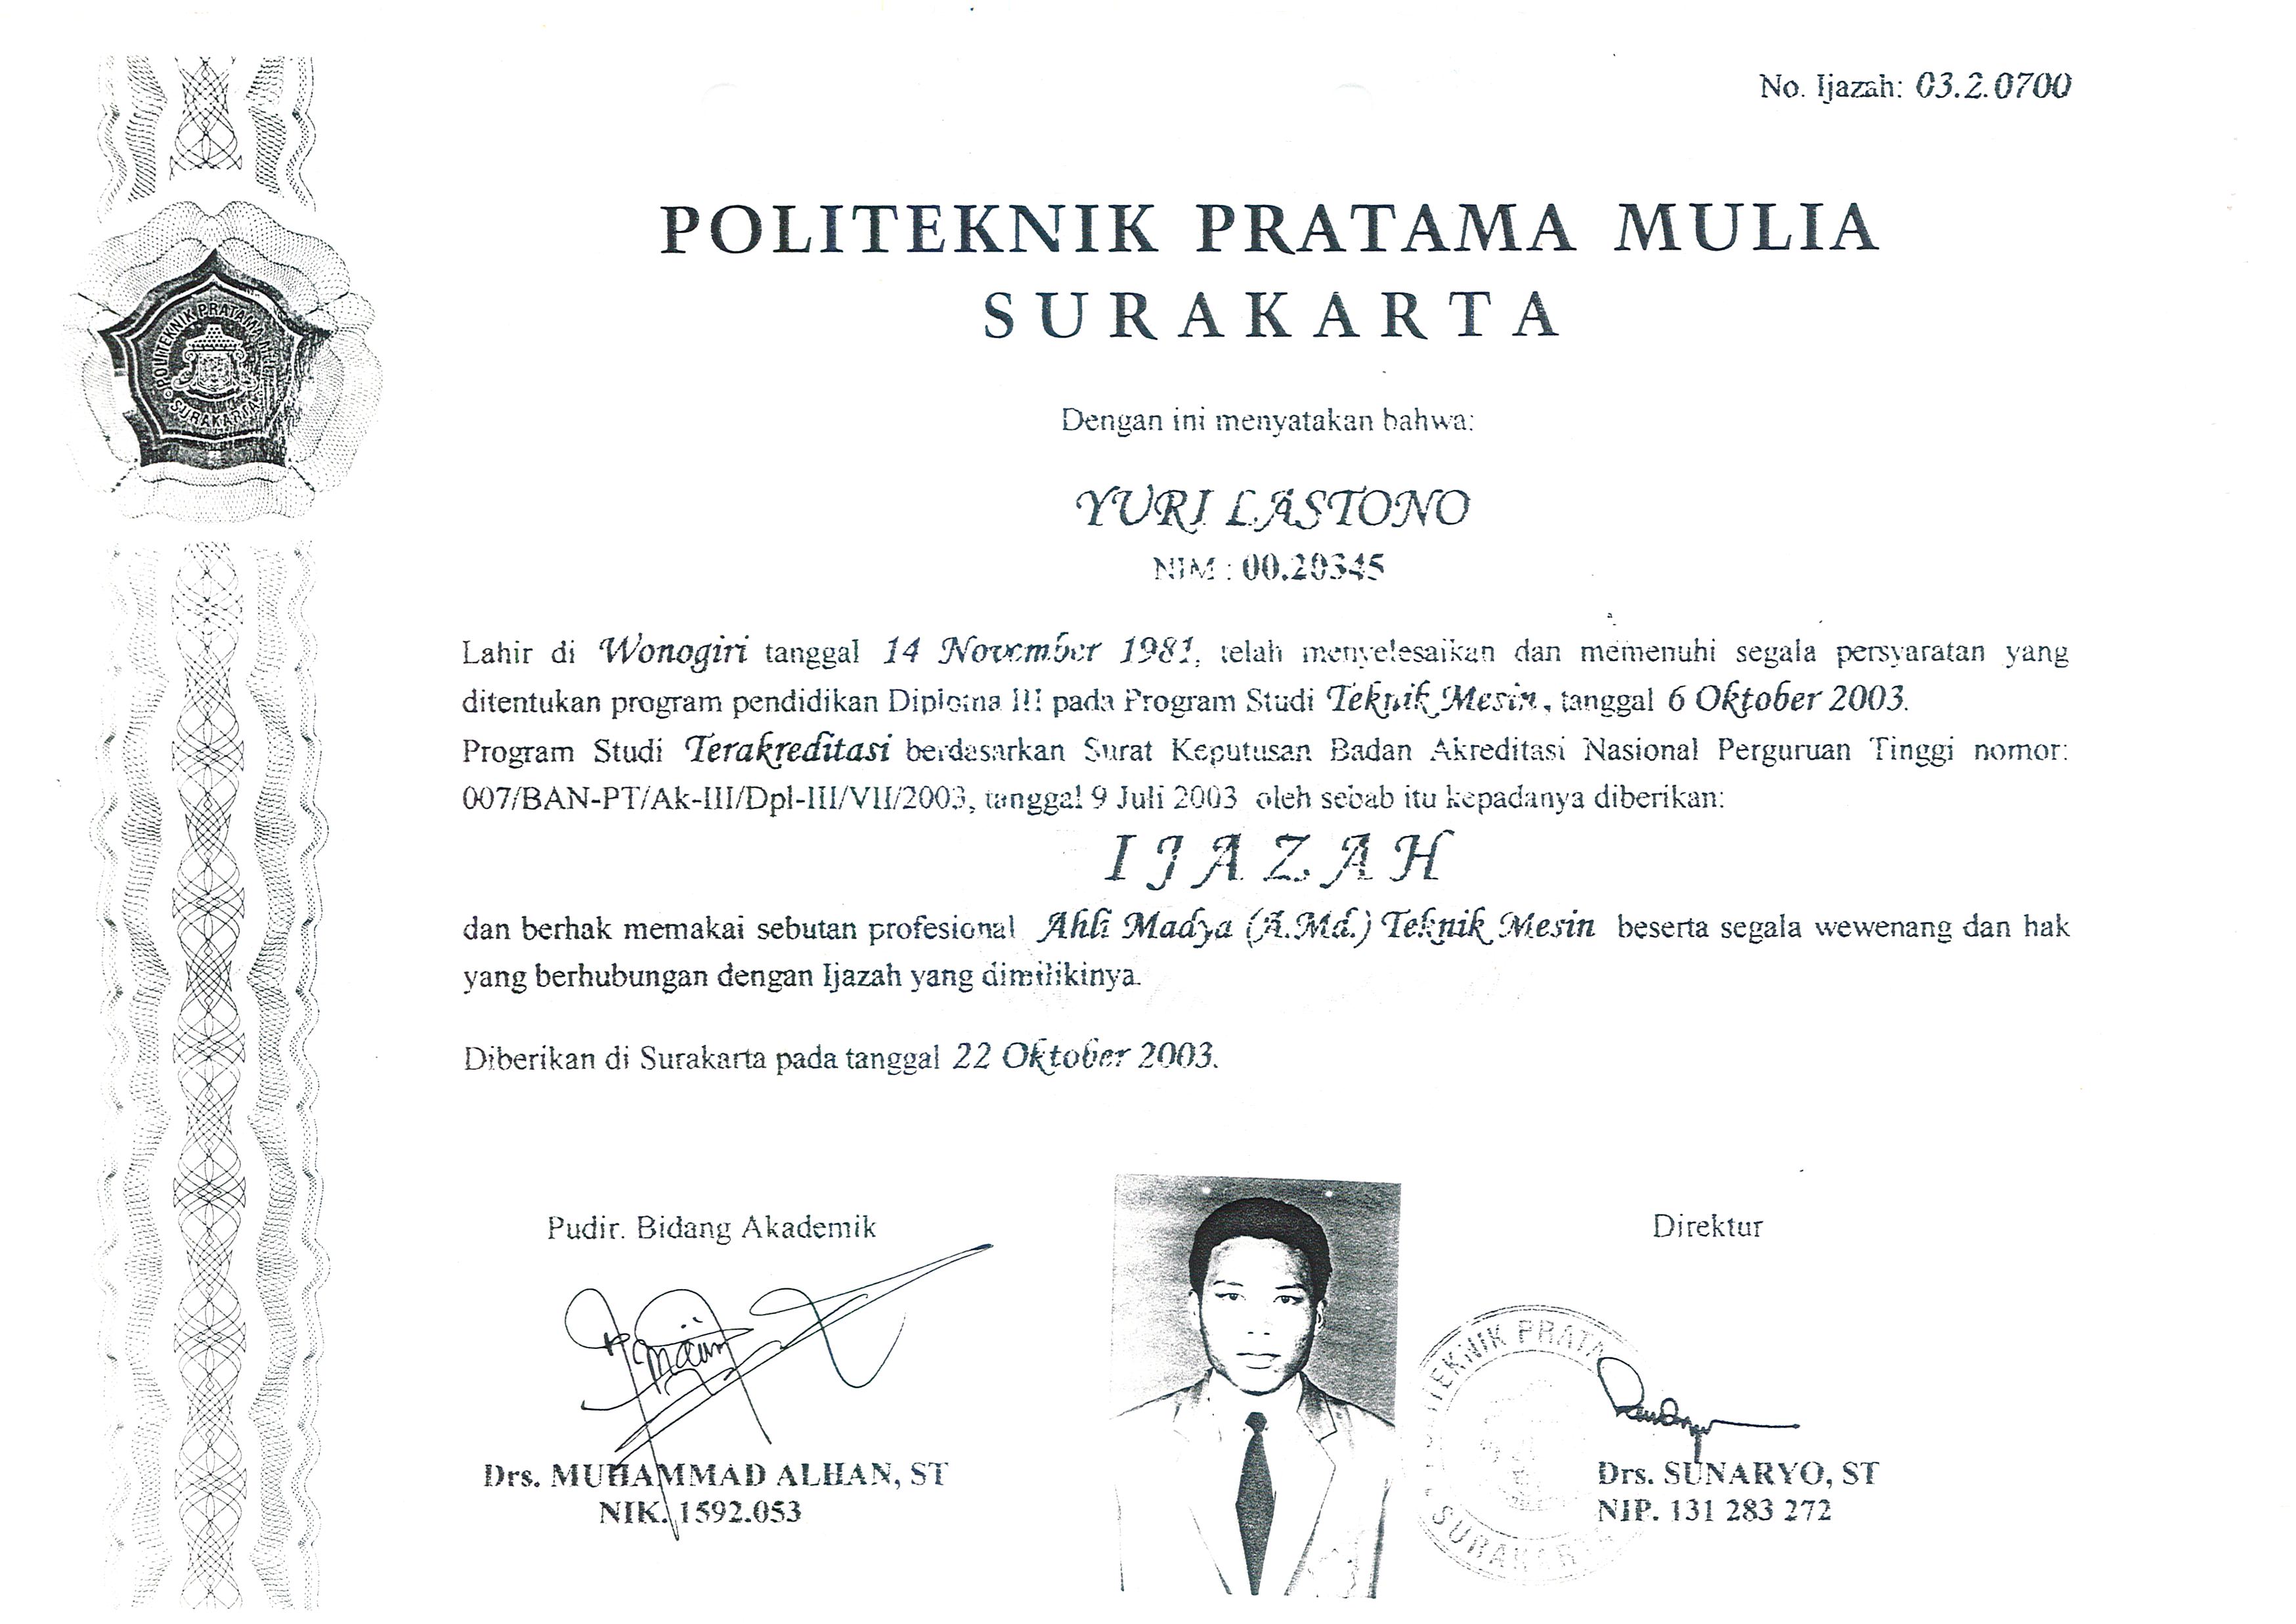 No. Ijazah: 03.2.0700
POLITEKNIK PRATAMA MULIA
SURAKARTA
POLITEKNIK PRATAMA
SURAKARTA
Dengan ini menyatakan bahwa:
YURI LASTONO
NIM : 00.20345
Lahir di Wonogiri tanggal 14 November 1981, telah menyelesaikan dan memenuhi segala persyaratan yang
ditentukan program pendidikan Diploma III pada Program Studi Teknik Mesin, tanggal 6 Oktober 2003.
Program Studi Terakreditasi berdasarkan Surat Keputusan Badan Akreditasi Nasional Perguruan Tinggi nomor:
007/BAN-PT/Ak-III/Dpl-III/VII/2003, tanggal 9 Juli 2003 oleh sebab itu kepadanya diberikan:
IJAZAH
dan berhak memakai sebutan profesional Ahli Madya (A.Md.) Teknik Mesin beserta segala wewenang dan hak
yang berhubungan dengan Ijazah yang dimilikinya.
Diberikan di Surakarta pada tanggal 22 Oktober 2003.
Pudir. Bidang Akademik
Direktur
Drs. MUHAMMAD ALHAN, ST
NIK. 1592.053
Drs. SUNARYO, ST
NIP. 131 283 272
SURAKARTA